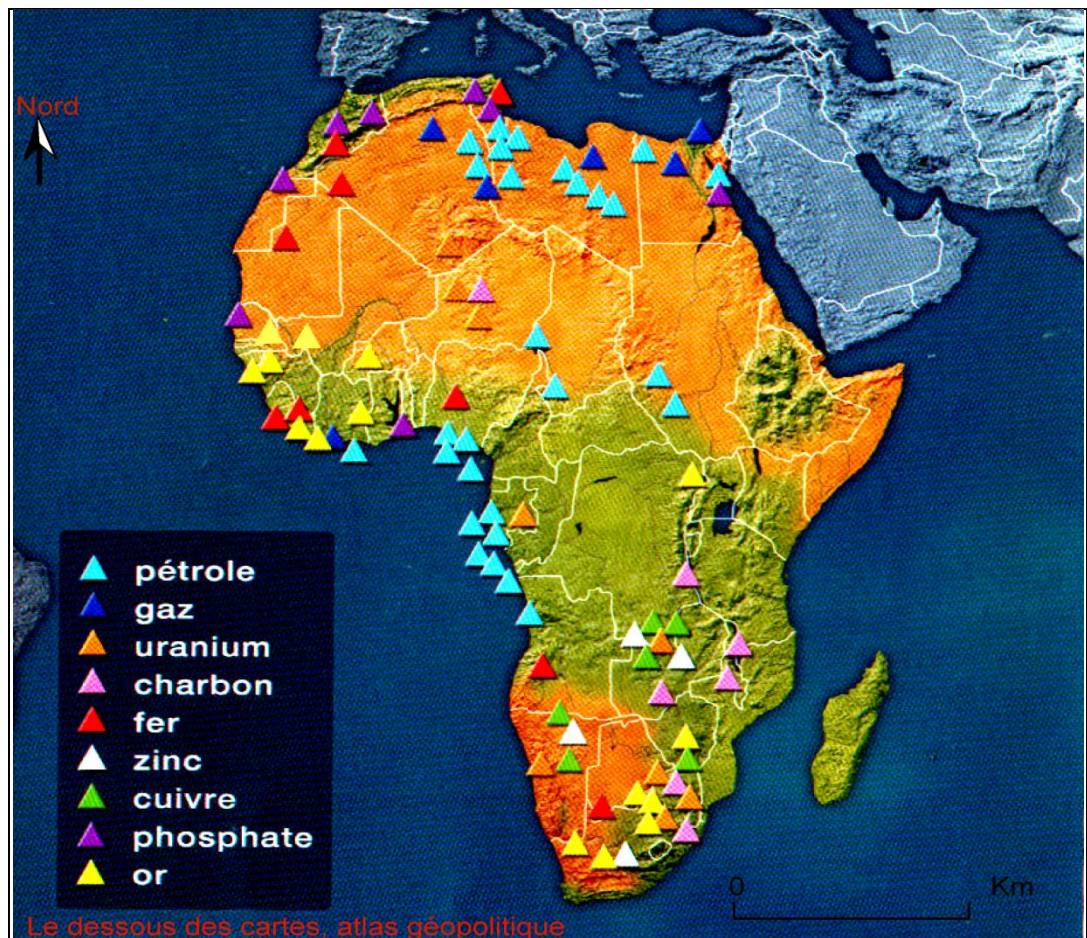 Nord
pétrole
gaz
uranium
charbon
fer
zinc
cuivre
phosphate
or
0 Km
Le dessous des cartes, atlas géopolitique